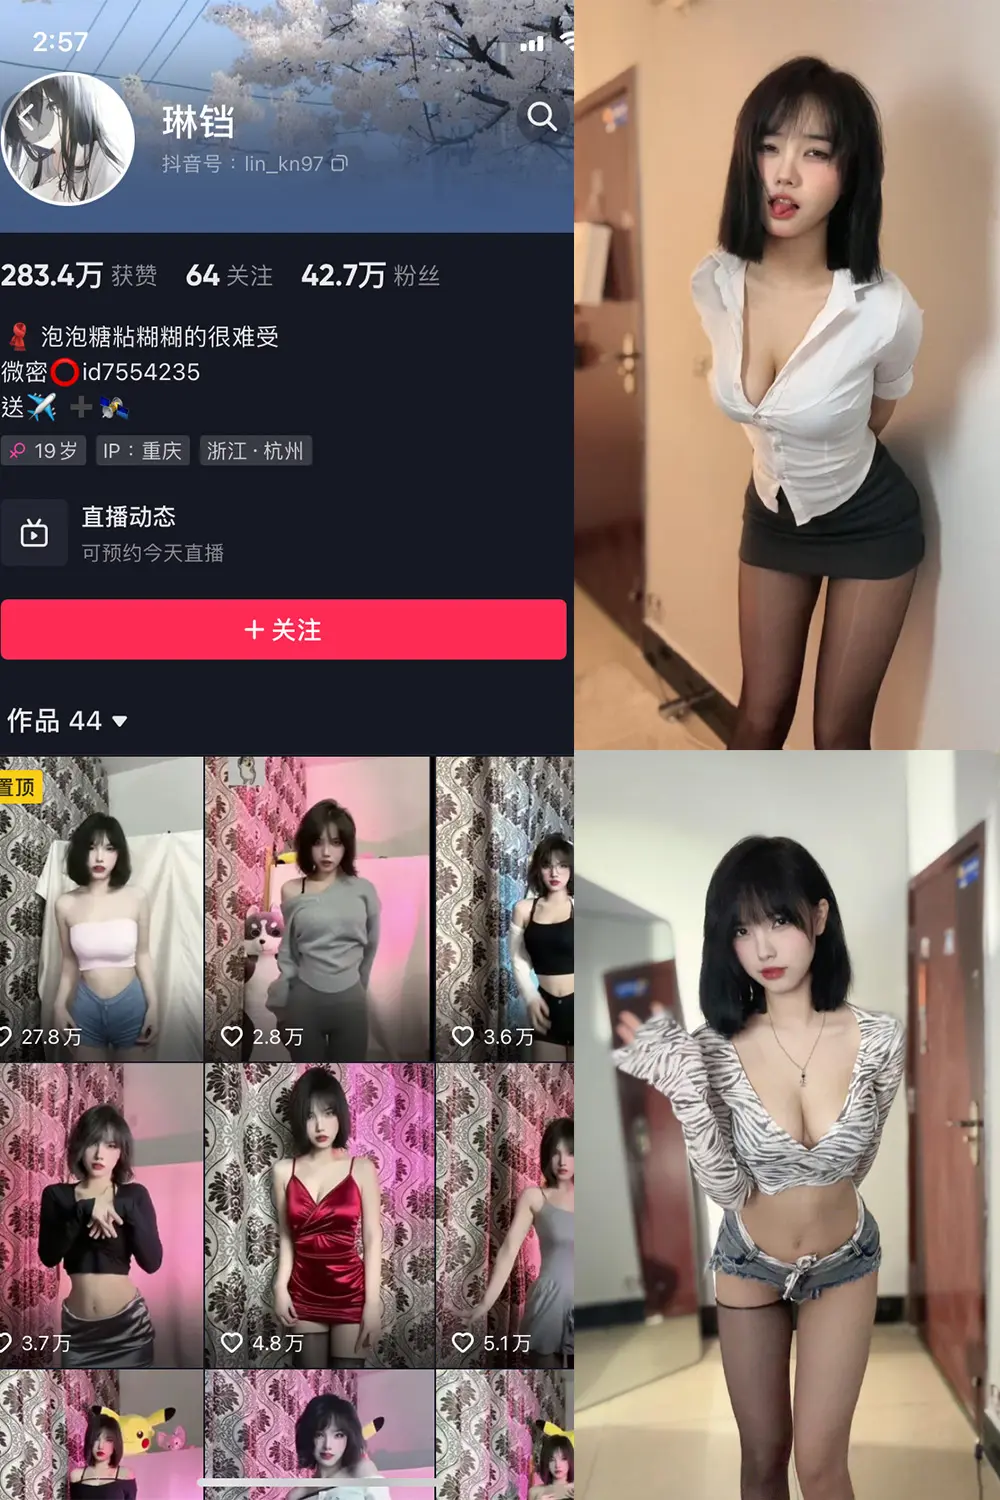 2:57
琳铛
抖音号：lin_kn97
283.4万 获赞 64 关注 42.7万 粉丝
泡泡糖粘糊糊的很难受
微密⭕id7554235
送✈️➕🛰️
19岁 IP：重庆 浙江·杭州
直播动态
可预约今天直播
+ 关注
作品 44
置顶
27.8万 2.8万 3.6万
3.7万 4.8万 5.1万